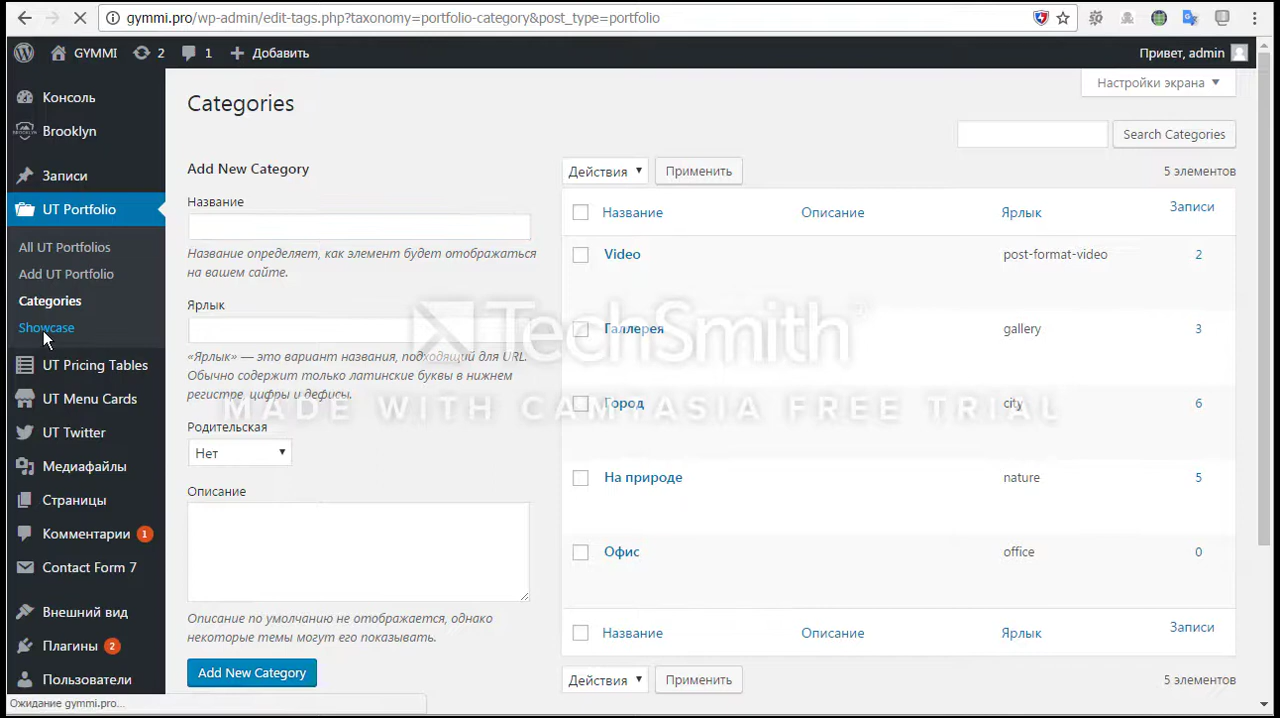 gymmi.pro/wp-admin/edit-tags.php?taxonomy=portfolio-category&post_type=portfolio
GYMMI 2 1 Добавить Привет, admin
Настройки экрана
Консоль
Brooklyn
Записи
UT Portfolio
All UT Portfolios
Add UT Portfolio
Categories
Showcase
UT Pricing Tables
UT Menu Cards
UT Twitter
Медиафайлы
Страницы
Комментарии 1
Contact Form 7
Внешний вид
Плагины 2
Пользователи
Categories
Search Categories
Add New Category
Название
Название определяет, как элемент будет отображаться
на вашем сайте.
Ярлык
«Ярлык» — это вариант названия, подходящий для URL.
Обычно содержит только латинские буквы в нижнем
регистре, цифры и дефисы.
Родительская
Нет
Описание
Описание по умолчанию не отображается, однако
некоторые темы могут его показывать.
Add New Category
Действия Применить 5 элементов
Название Описание Ярлык Записи
Video post-format-video 2
Галлерея gallery 3
Город city 6
На природе nature 5
Офис office 0
Название Описание Ярлык Записи
Действия Применить 5 элементов
TechSmith
MADE WITH CAMTASIA FREE TRIAL
Ожидание gymmi.pro...